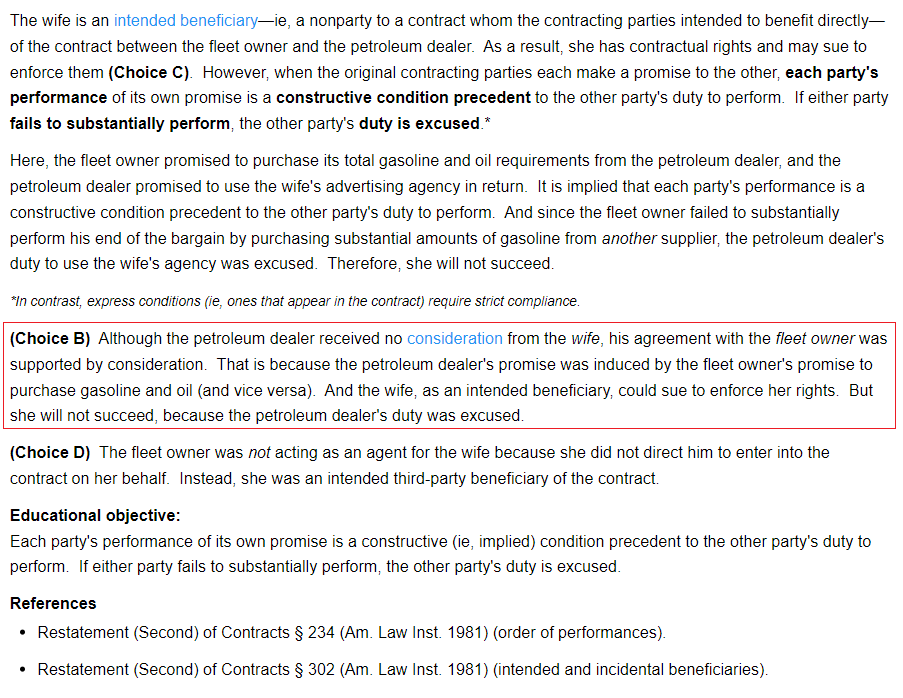 The wife is an intended beneficiary—ie, a nonparty to a contract whom the contracting parties intended to benefit directly—
of the contract between the fleet owner and the petroleum dealer.  As a result, she has contractual rights and may sue to
enforce them (Choice C).  However, when the original contracting parties each make a promise to the other, each party's
performance of its own promise is a constructive condition precedent to the other party's duty to perform.  If either party
fails to substantially perform, the other party's duty is excused.*
Here, the fleet owner promised to purchase its total gasoline and oil requirements from the petroleum dealer, and the
petroleum dealer promised to use the wife's advertising agency in return.  It is implied that each party's performance is a
constructive condition precedent to the other party's duty to perform.  And since the fleet owner failed to substantially
perform his end of the bargain by purchasing substantial amounts of gasoline from another supplier, the petroleum dealer's
duty to use the wife's agency was excused.  Therefore, she will not succeed.
*In contrast, express conditions (ie, ones that appear in the contract) require strict compliance.
(Choice B)  Although the petroleum dealer received no consideration from the wife, his agreement with the fleet owner was
supported by consideration.  That is because the petroleum dealer's promise was induced by the fleet owner's promise to
purchase gasoline and oil (and vice versa).  And the wife, as an intended beneficiary, could sue to enforce her rights.  But
she will not succeed, because the petroleum dealer's duty was excused.
(Choice D)  The fleet owner was not acting as an agent for the wife because she did not direct him to enter into the
contract on her behalf.  Instead, she was an intended third-party beneficiary of the contract.
Educational objective:
Each party's performance of its own promise is a constructive (ie, implied) condition precedent to the other party's duty to
perform.  If either party fails to substantially perform, the other party's duty is excused.
References
• Restatement (Second) of Contracts § 234 (Am. Law Inst. 1981) (order of performances).
• Restatement (Second) of Contracts § 302 (Am. Law Inst. 1981) (intended and incidental beneficiaries).